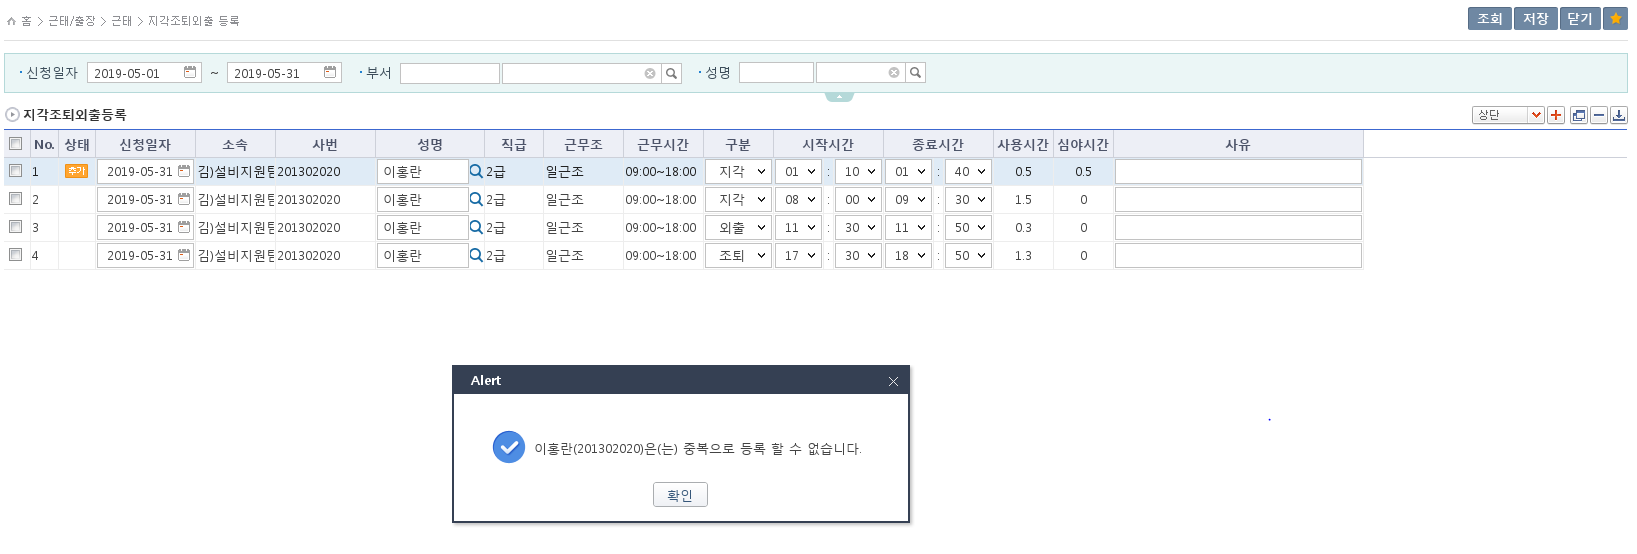 홈 > 근태/출장 > 근태 > 지각조퇴외출 등록
조회 저장 닫기
신청일자 2019-05-01 ~ 2019-05-31 부서 성명
지각조퇴외출등록
상단
No. 상태 신청일자 소속 사번 성명 직급 근무조 근무시간 구분 시작시간 종료시간 사용시간 심야시간 사유
1 추가 2019-05-31 김)설비지원팀 201302020 이홍란 2급 일근조 09:00~18:00 지각 01 : 10 01 : 40 0.5 0.5
2 2019-05-31 김)설비지원팀 201302020 이홍란 2급 일근조 09:00~18:00 지각 08 : 00 09 : 30 1.5 0
3 2019-05-31 김)설비지원팀 201302020 이홍란 2급 일근조 09:00~18:00 외출 11 : 30 11 : 50 0.3 0
4 2019-05-31 김)설비지원팀 201302020 이홍란 2급 일근조 09:00~18:00 조퇴 17 : 30 18 : 50 1.3 0
Alert
이홍란(201302020)은(는) 중복으로 등록 할 수 없습니다.
확인